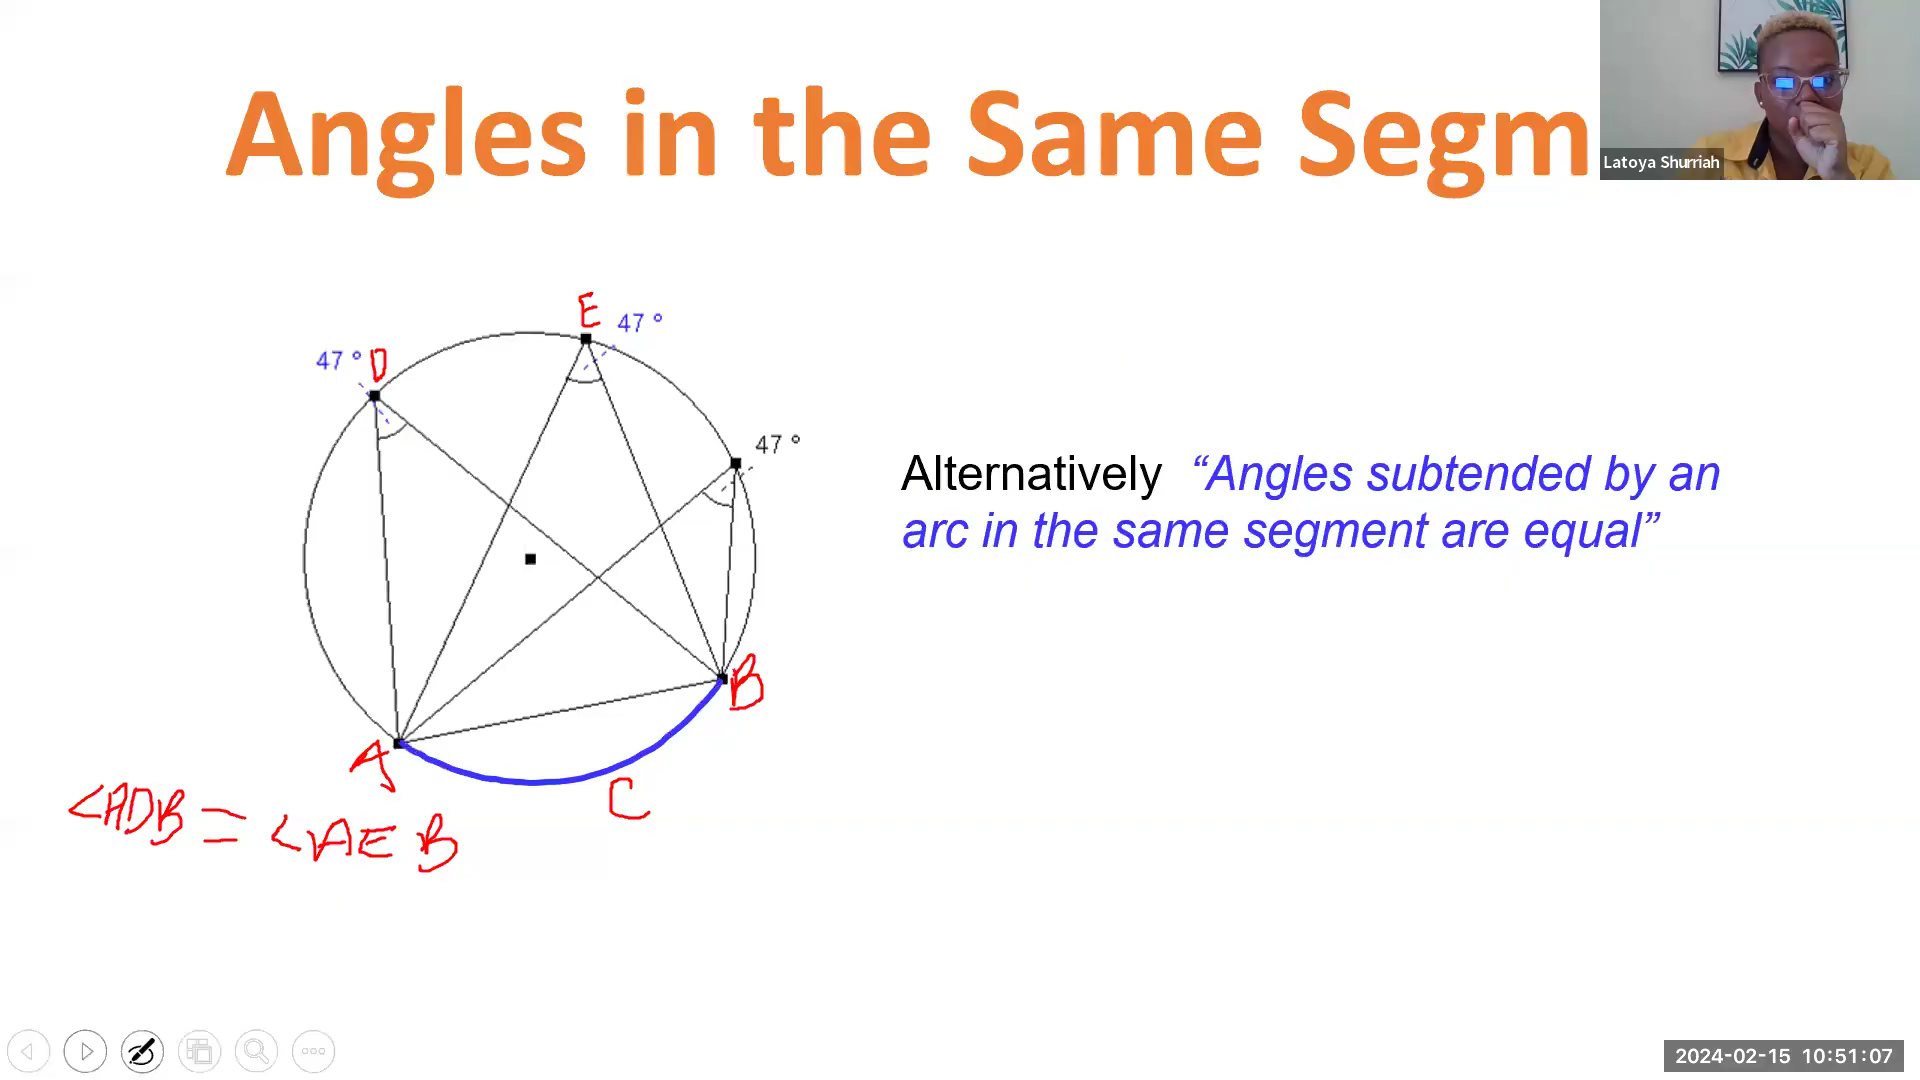 Angles in the Same Segm
Latoya Shurriah
E
47 °
47 °
D
47 °
Alternatively “Angles subtended by an
arc in the same segment are equal”
B
A
C
<ADB = <AEB
2024-02-15 10:51:07